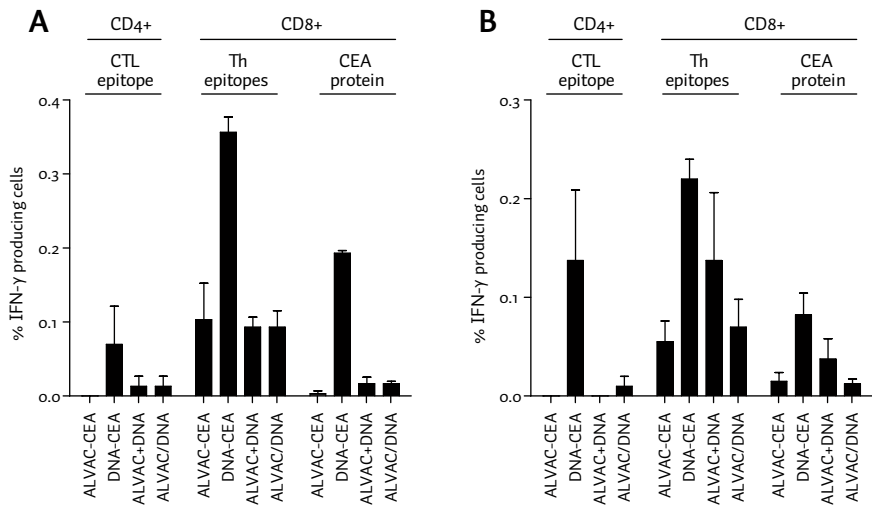 A
CD4+
CD8+
CTL
epitope
Th
epitopes
CEA
protein
% IFN-γ producing cells
0.4
0.3
0.2
0.1
0.0
ALVAC-CEA
DNA-CEA
ALVAC+DNA
ALVAC/DNA
ALVAC-CEA
DNA-CEA
ALVAC+DNA
ALVAC/DNA
ALVAC-CEA
DNA-CEA
ALVAC+DNA
ALVAC/DNA
B
CD4+
CD8+
CTL
epitope
Th
epitopes
CEA
protein
% IFN-γ producing cells
0.3
0.2
0.1
0.0
ALVAC-CEA
DNA-CEA
ALVAC+DNA
ALVAC/DNA
ALVAC-CEA
DNA-CEA
ALVAC+DNA
ALVAC/DNA
ALVAC-CEA
DNA-CEA
ALVAC+DNA
ALVAC/DNA